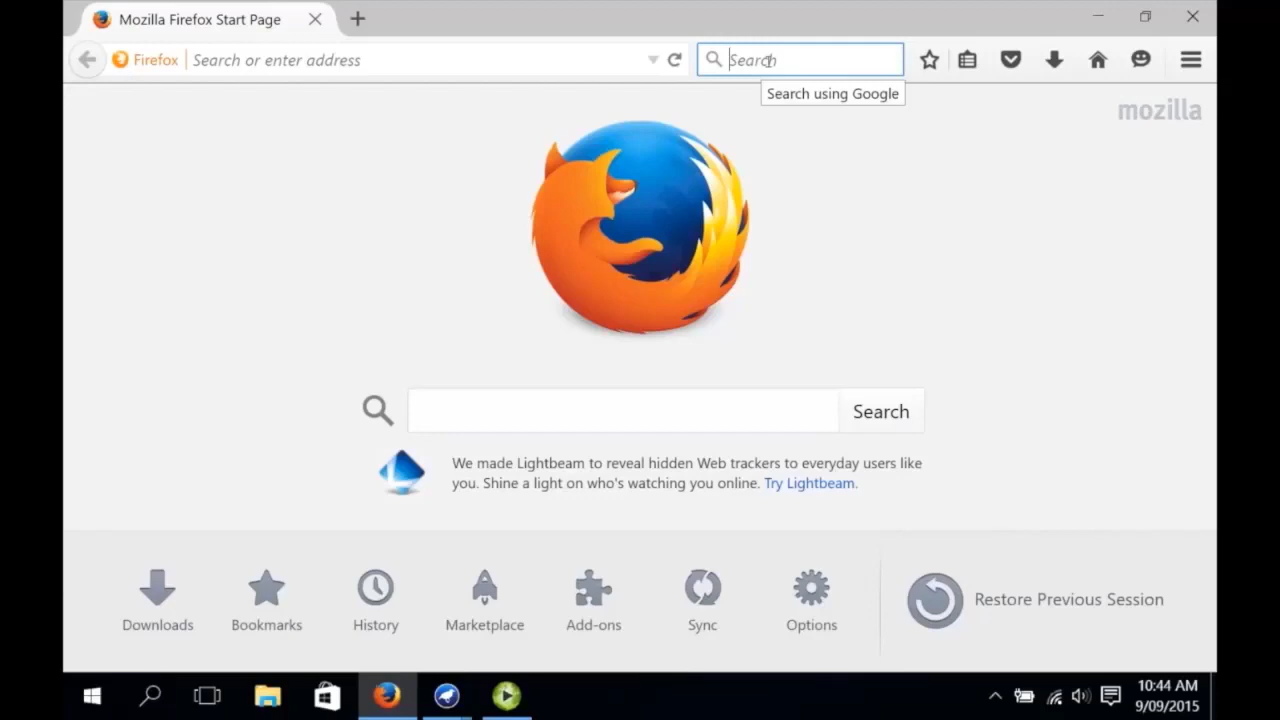 Mozilla Firefox Start Page
Firefox
Search or enter address
Search
Search using Google
mozilla
Search
We made Lightbeam to reveal hidden Web trackers to everyday users like
you. Shine a light on who's watching you online. Try Lightbeam.
Downloads
Bookmarks
History
Marketplace
Add-ons
Sync
Options
Restore Previous Session
10:44 AM
9/09/2015